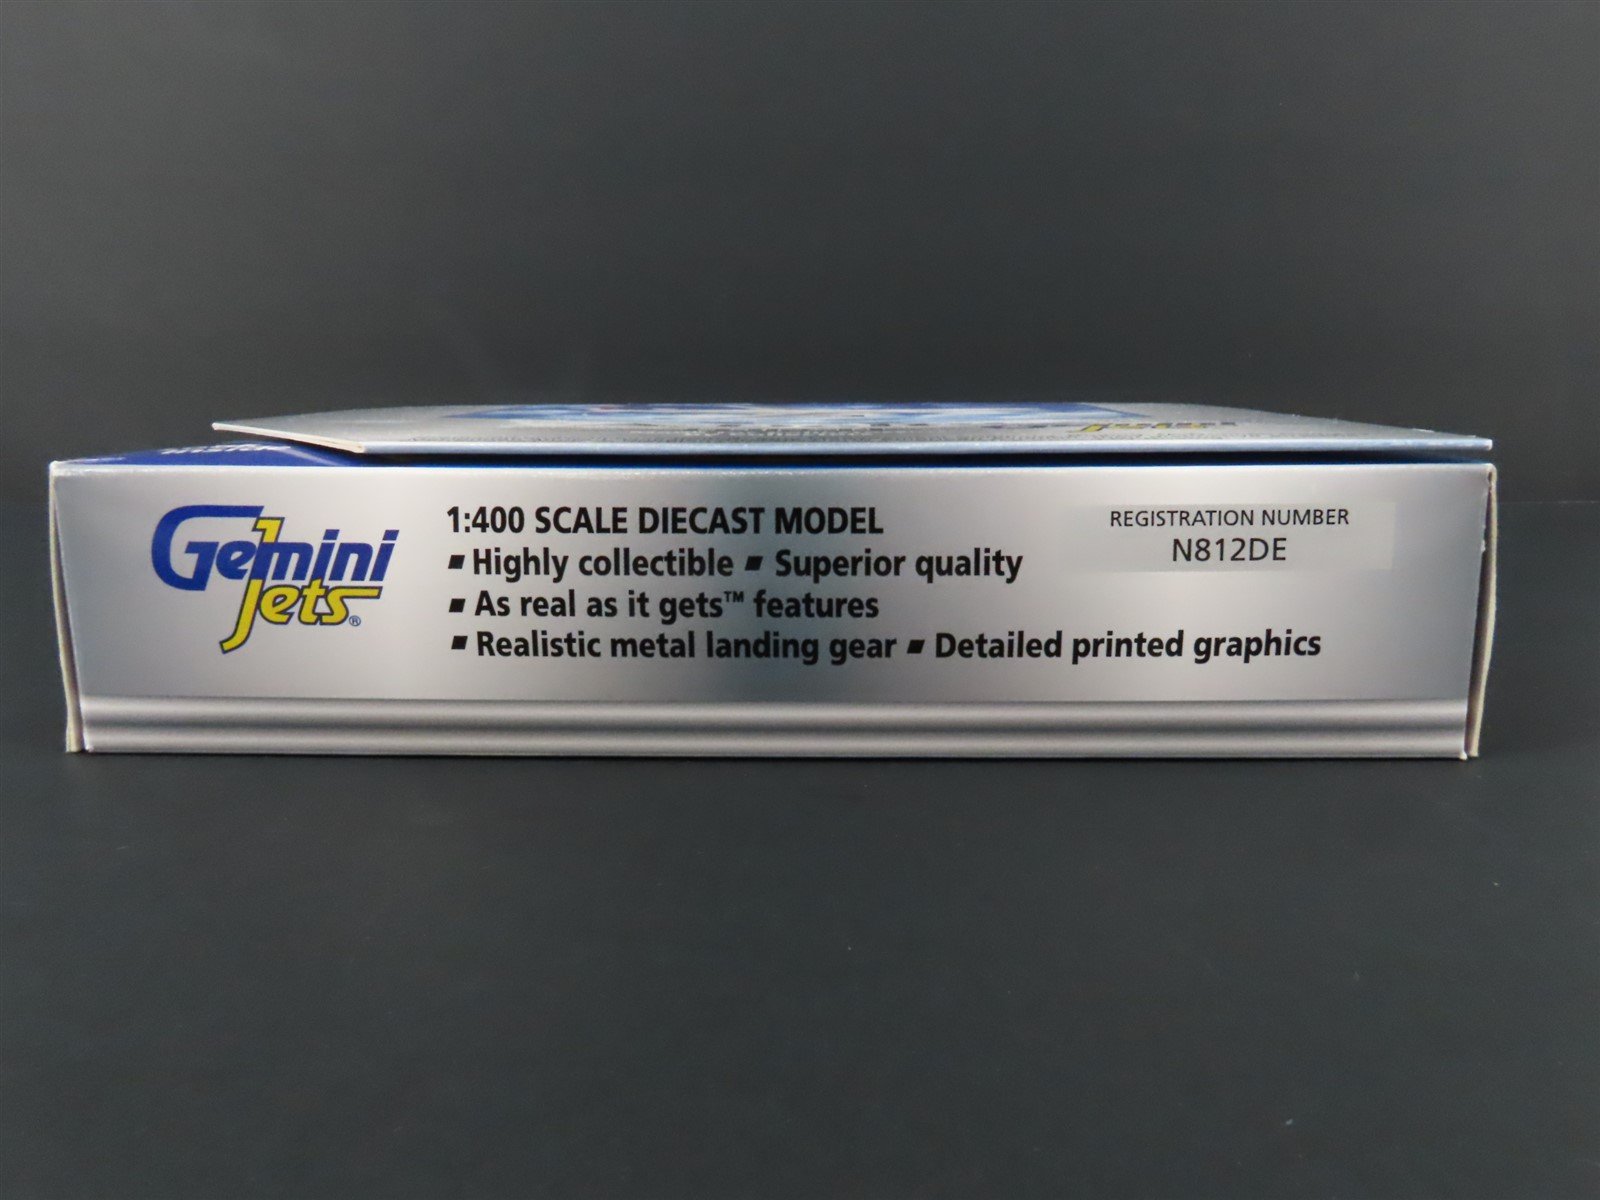 Gemini
Jets®
1:400 SCALE DIECAST MODEL
▪ Highly collectible ▪ Superior quality
▪ As real as it gets™ features
▪ Realistic metal landing gear ▪ Detailed printed graphics
REGISTRATION NUMBER
N812DE